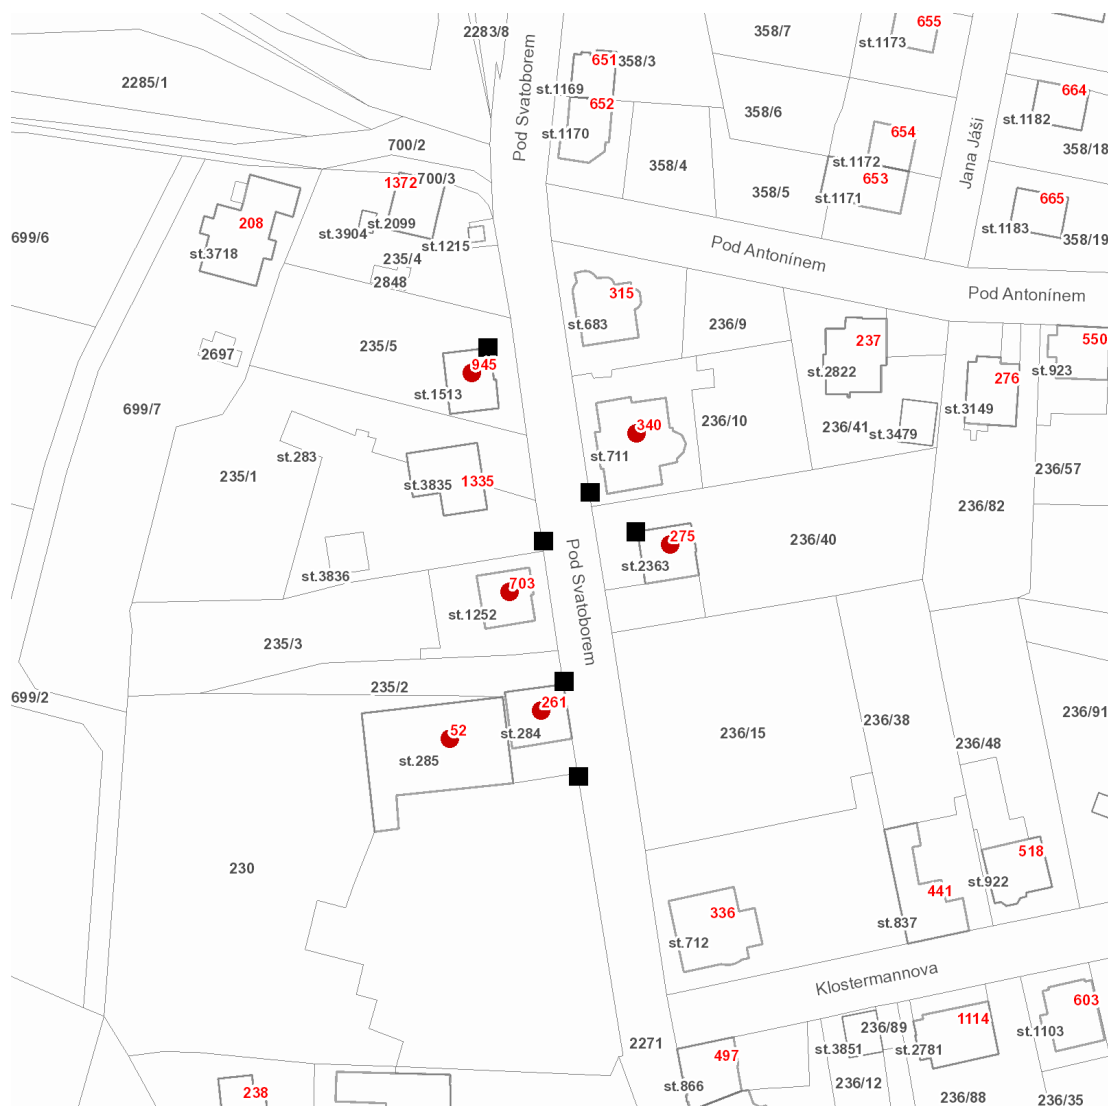 655
2283/8
358/7
st.1173
651
358/3
2285/1
st.1169
664
652
358/6
st.1182
Pod Svatoborem
st.1170
654
700/2
358/18
Jana Jáši
358/4
st.1172
1372
700/3
653
358/5
st.1171
665
208
st.2099
st.3904
st.1183
699/6
st.1215
358/19
st.3718
235/4
Pod Antonínem
2848
315
Pod Antonínem
st.683
236/9
237
550
235/5
2697
945
st.2822
st.923
276
st.1513
699/7
st.3149
340
236/10
236/41
st.3479
st.283
st.711
235/1
st.3835
1335
236/57
236/82
275
236/40
Pod Svatoborem
st.2363
st.3836
703
st.1252
235/3
235/2
699/2
261
236/91
236/38
52
st.284
236/15
236/48
st.285
518
230
st.922
441
336
st.837
st.712
Klostermannova
603
1114
236/89
st.1103
2271
st.3851
st.2781
497
st.866
236/12
238
236/88
236/35